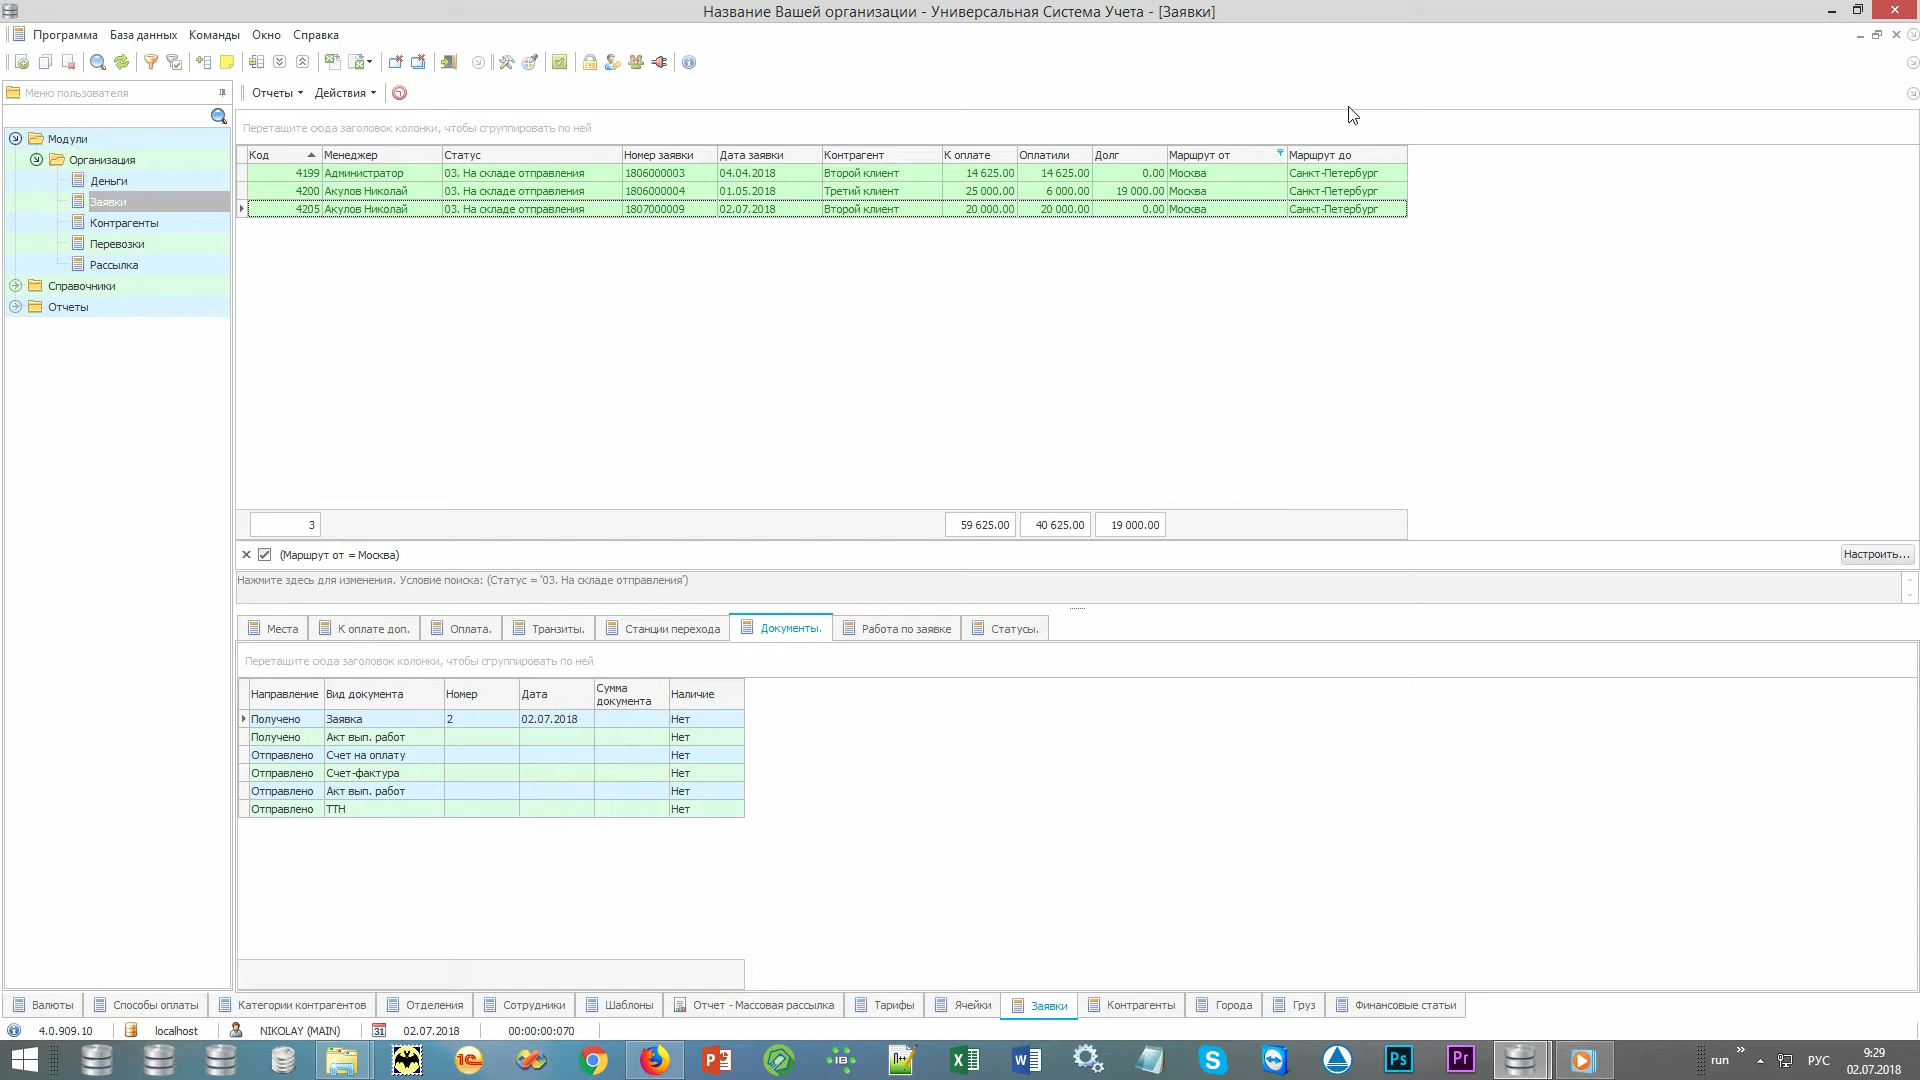 Название Вашей организации - Универсальная Система Учета - [Заявки]
Программа База данных Команды Окно Справка
Меню пользователя
Отчеты Действия
Модули
Организация
Деньги
Заявки
Контрагенты
Перевозки
Рассылка
Справочники
Отчеты
Перетащите сюда заголовок колонки, чтобы сгруппировать по ней
Код Менеджер Статус Номер заявки Дата заявки Контрагент К оплате Оплатили Долг Маршрут от Маршрут до
4199 Администратор 03. На складе отправления 1806000003 04.04.2018 Второй клиент 14 625.00 14 625.00 0.00 Москва Санкт-Петербург
4200 Акулов Николай 03. На складе отправления 1806000004 01.05.2018 Третий клиент 25 000.00 6 000.00 19 000.00 Москва Санкт-Петербург
4205 Акулов Николай 03. На складе отправления 1807000009 02.07.2018 Второй клиент 20 000.00 20 000.00 0.00 Москва Санкт-Петербург
3 59 625.00 40 625.00 19 000.00
(Маршрут от = Москва) Настроить...
Нажмите здесь для изменения. Условие поиска: (Статус = '03. На складе отправления')
Места К оплате доп. Оплата. Транзиты. Станции перехода Документы. Работа по заявке Статусы.
Перетащите сюда заголовок колонки, чтобы сгруппировать по ней
Направление Вид документа Номер Дата Сумма документа Наличие
Получено Заявка 2 02.07.2018 Нет
Получено Акт вып. работ Нет
Отправлено Счет на оплату Нет
Отправлено Счет-фактура Нет
Отправлено Акт вып. работ Нет
Отправлено ТТН Нет
Валюты Способы оплаты Категории контрагентов Отделения Сотрудники Шаблоны Отчет - Массовая рассылка Тарифы Ячейки Заявки Контрагенты Города Груз Финансовые статьи
4.0.909.10 localhost NIKOLAY (MAIN) 31 02.07.2018 00:00:00:070
run РУС 9:29
02.07.2018